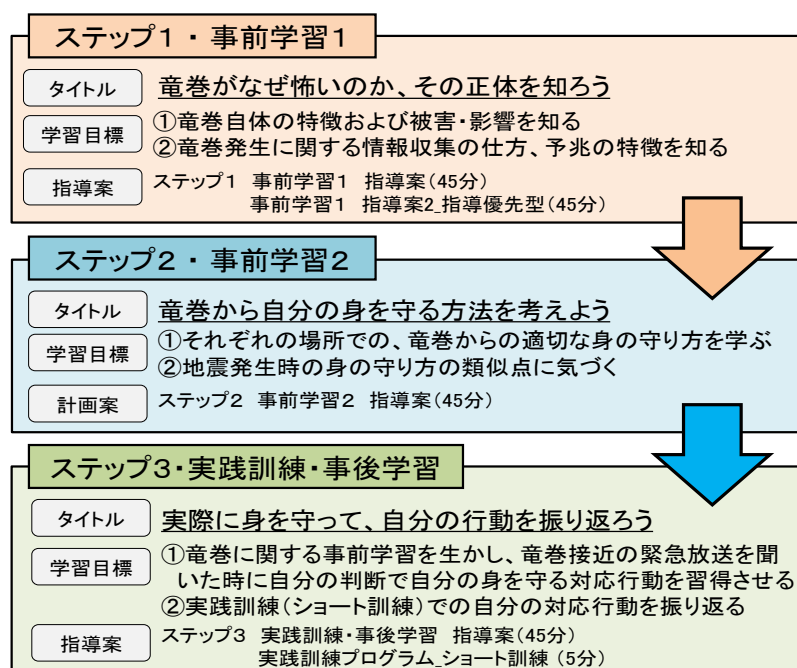 ステップ1・事前学習1
タイトル 竜巻がなぜ怖いのか、その正体を知ろう
学習目標 ①竜巻自体の特徴および被害・影響を知る
②竜巻発生に関する情報収集の仕方、予兆の特徴を知る
指導案 ステップ1 事前学習1 指導案(45分)
事前学習1 指導案2_指導優先型(45分)
ステップ2・事前学習2
タイトル 竜巻から自分の身を守る方法を考えよう
学習目標 ①それぞれの場所での、竜巻からの適切な身の守り方を学ぶ
②地震発生時の身の守り方の類似点に気づく
計画案 ステップ2 事前学習2 指導案(45分)
ステップ3・実践訓練・事後学習
タイトル 実際に身を守って、自分の行動を振り返ろう
学習目標 ①竜巻に関する事前学習を生かし、竜巻接近の緊急放送を聞
いた時に自分の判断で自分の身を守る対応行動を習得させる
②実践訓練(ショート訓練)での自分の対応行動を振り返る
指導案 ステップ3 実践訓練・事後学習 指導案(45分)
実践訓練プログラム_ショート訓練 (5分)